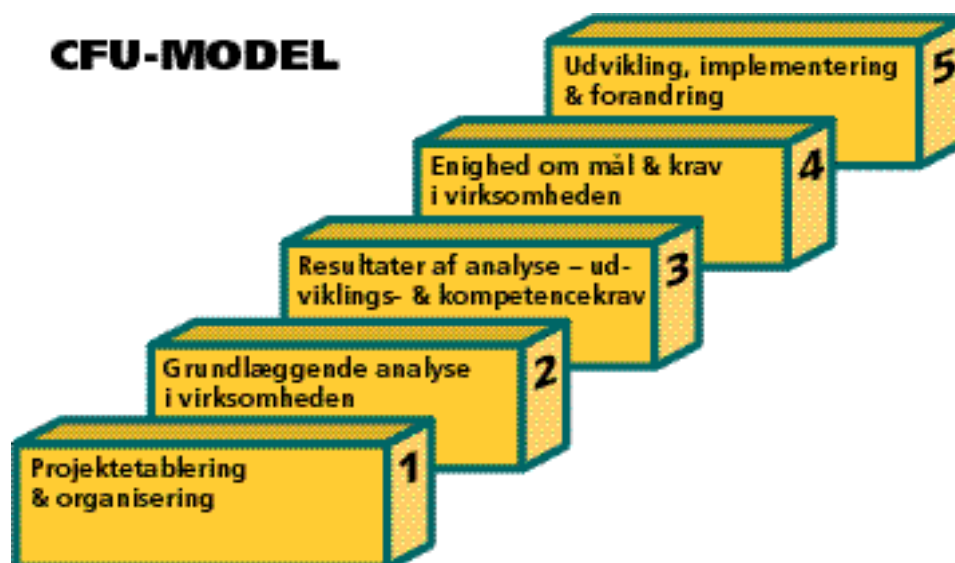 CFU-MODEL
Udvikling, implementering
& forandring
5
Enighed om mål & krav
i virksomheden
4
Resultater af analyse – ud-
viklings- & kompetencekrav
3
Grundlæggende analyse
i virksomheden
2
Projektetablering
& organisering
1